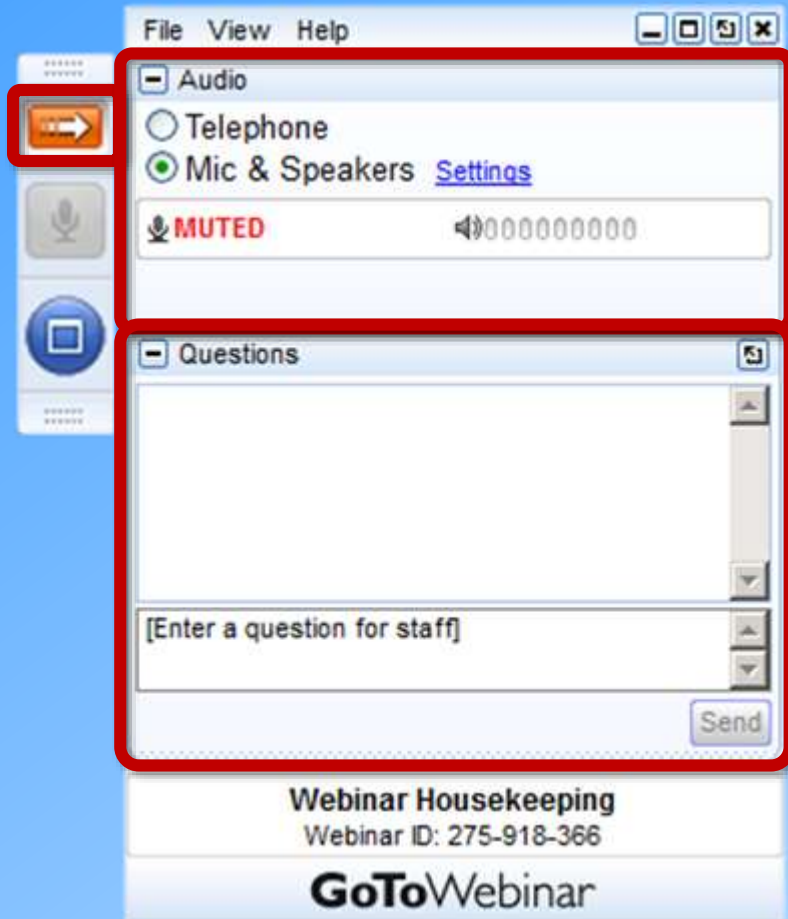 File View Help
Audio
Telephone
Mic & Speakers Settings
MUTED
Questions
[Enter a question for staff]
Send
Webinar Housekeeping
Webinar ID: 275-918-366
GoToWebinar